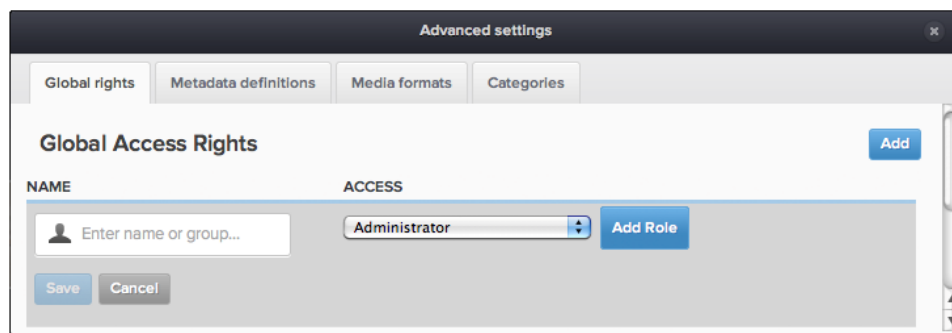 Advanced settings
Global rights Metadata definitions Media formats Categories
Global Access Rights Add
NAME ACCESS
Enter name or group... Administrator Add Role
Save Cancel